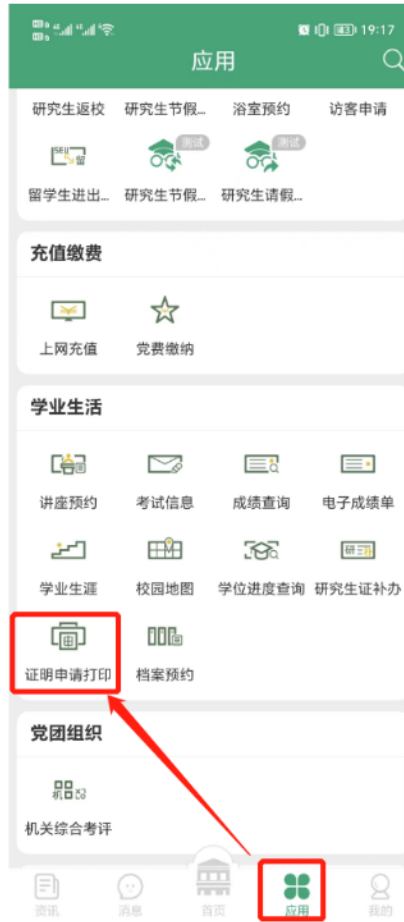 19:17
应用
研究生返校 研究生节假... 浴室预约 访客申请
测试 测试
留学生进出... 研究生节假... 研究生请假...
充值缴费
上网充值 党费缴纳
学业生活
讲座预约 考试信息 成绩查询 电子成绩单
学业生涯 校园地图 学位进度查询 研究生证补办
证明申请打印 档案预约
党团组织
机关综合考评
资讯 消息 首页 应用 我的